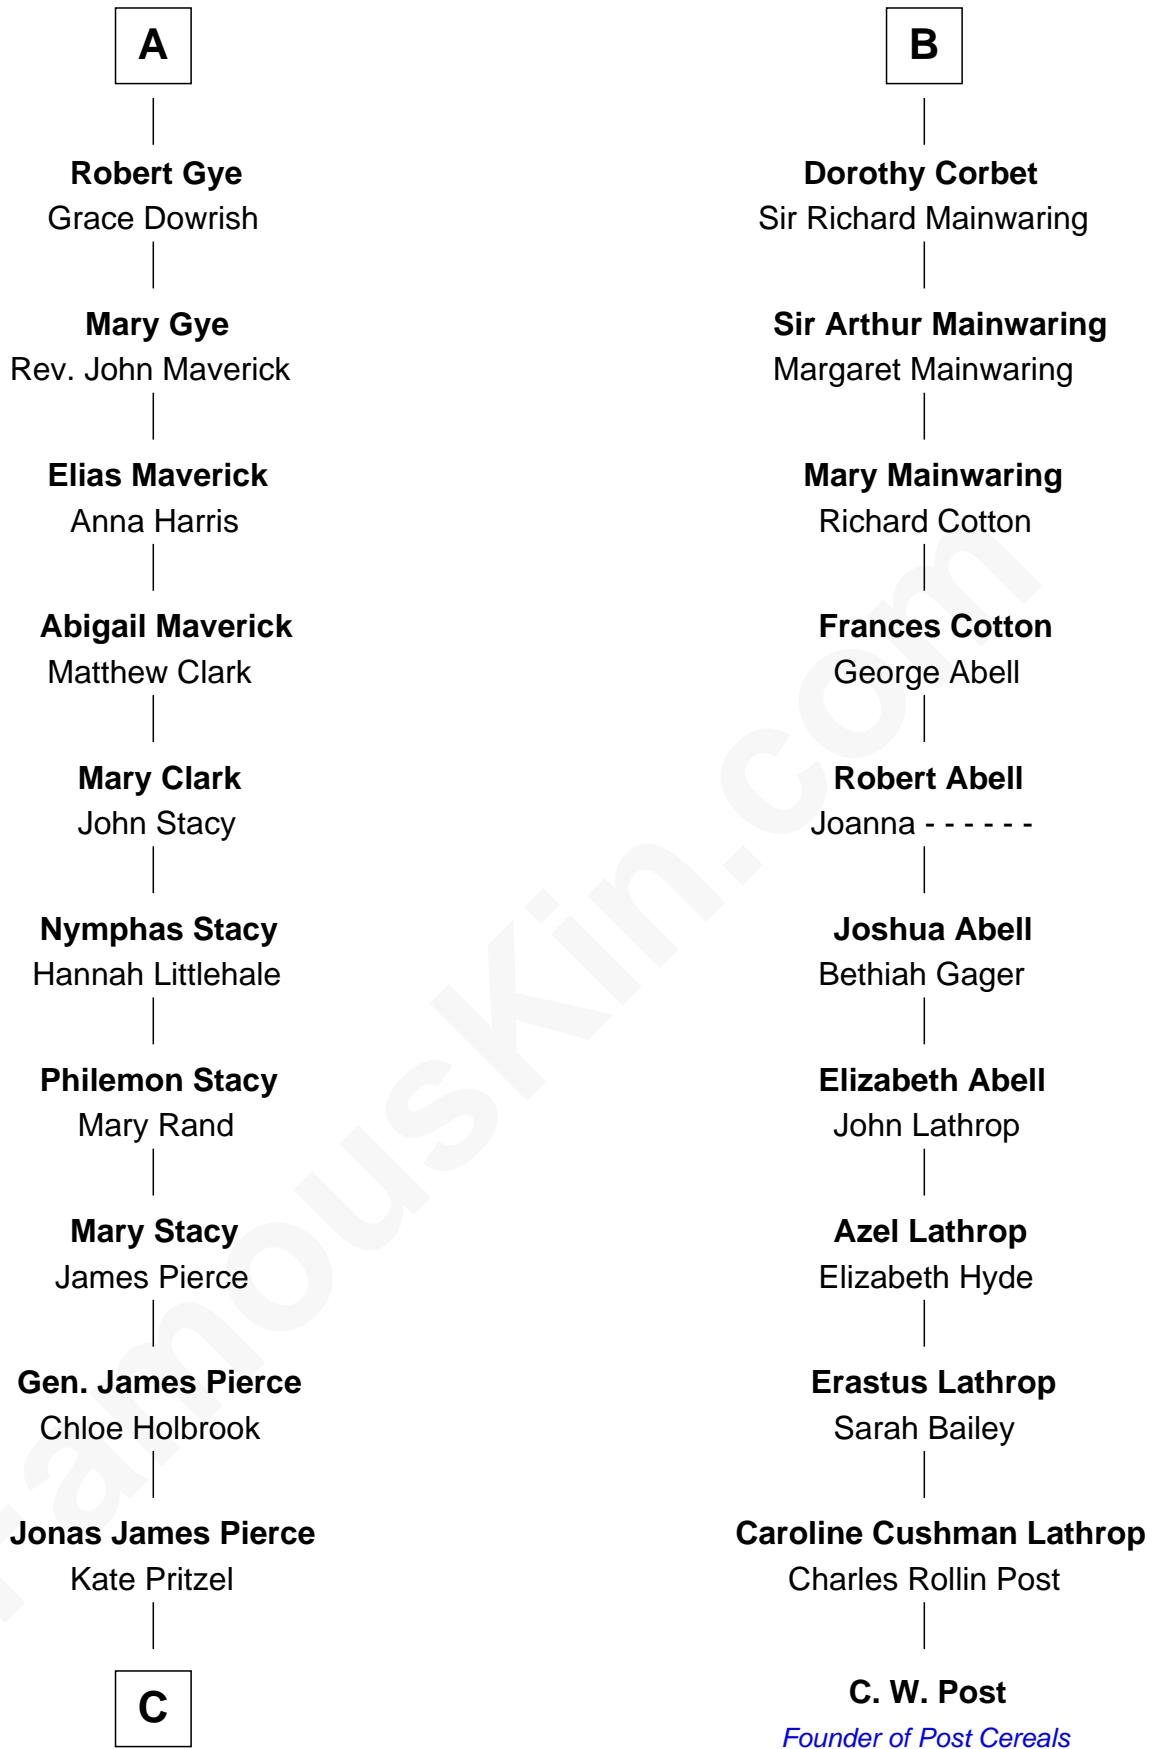 A
Robert Gye
Grace Dowrish
Mary Gye
Rev. John Maverick
Elias Maverick
Anna Harris
Abigail Maverick
Matthew Clark
Mary Clark
John Stacy
Nymphas Stacy
Hannah Littlehale
Philemon Stacy
Mary Rand
Mary Stacy
James Pierce
Gen. James Pierce
Chloe Holbrook
Jonas James Pierce
Kate Pritzel
C
B
Dorothy Corbet
Sir Richard Mainwaring
Sir Arthur Mainwaring
Margaret Mainwaring
Mary Mainwaring
Richard Cotton
Frances Cotton
George Abell
Robert Abell
Joanna - - - - - -
Joshua Abell
Bethiah Gager
Elizabeth Abell
John Lathrop
Azel Lathrop
Elizabeth Hyde
Erastus Lathrop
Sarah Bailey
Caroline Cushman Lathrop
Charles Rollin Post
C. W. Post
Founder of Post Cereals
FamousKin.com